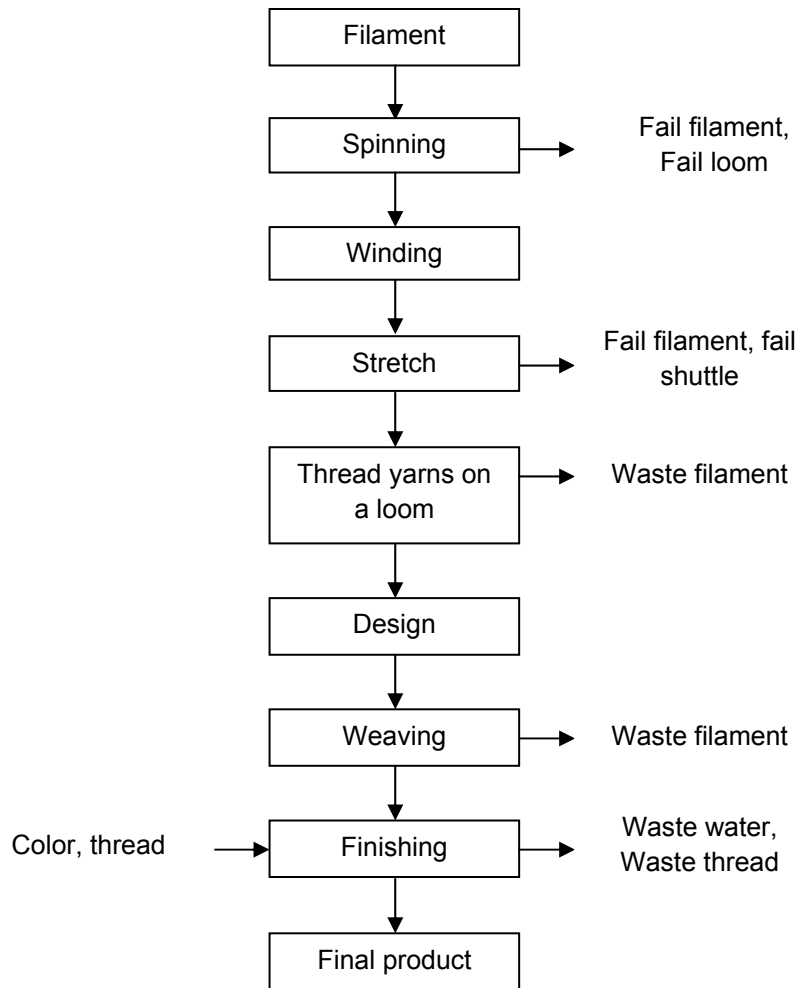 Filament
Spinning
Fail filament,
Fail loom
Winding
Stretch
Fail filament, fail
shuttle
Thread yarns on
a loom
Waste filament
Design
Weaving
Waste filament
Color, thread
Finishing
Waste water,
Waste thread
Final product